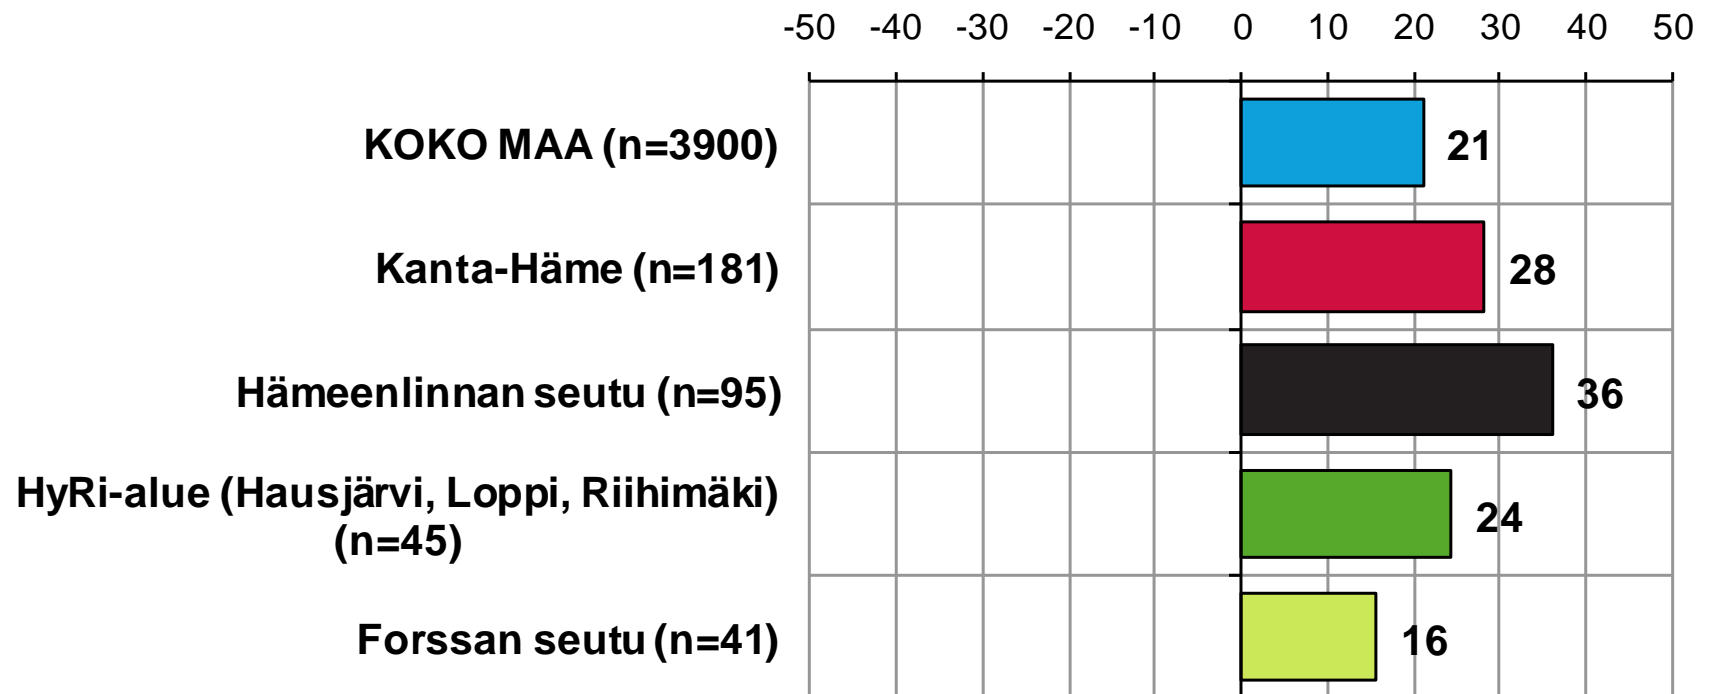 -50 -40 -30 -20 -10 0 10 20 30 40 50
KOKO MAA (n=3900) 21
Kanta-Häme (n=181) 28
Hämeenlinnan seutu (n=95) 36
HyRi-alue (Hausjärvi, Loppi, Riihimäki)
(n=45) 24
Forssan seutu (n=41) 16